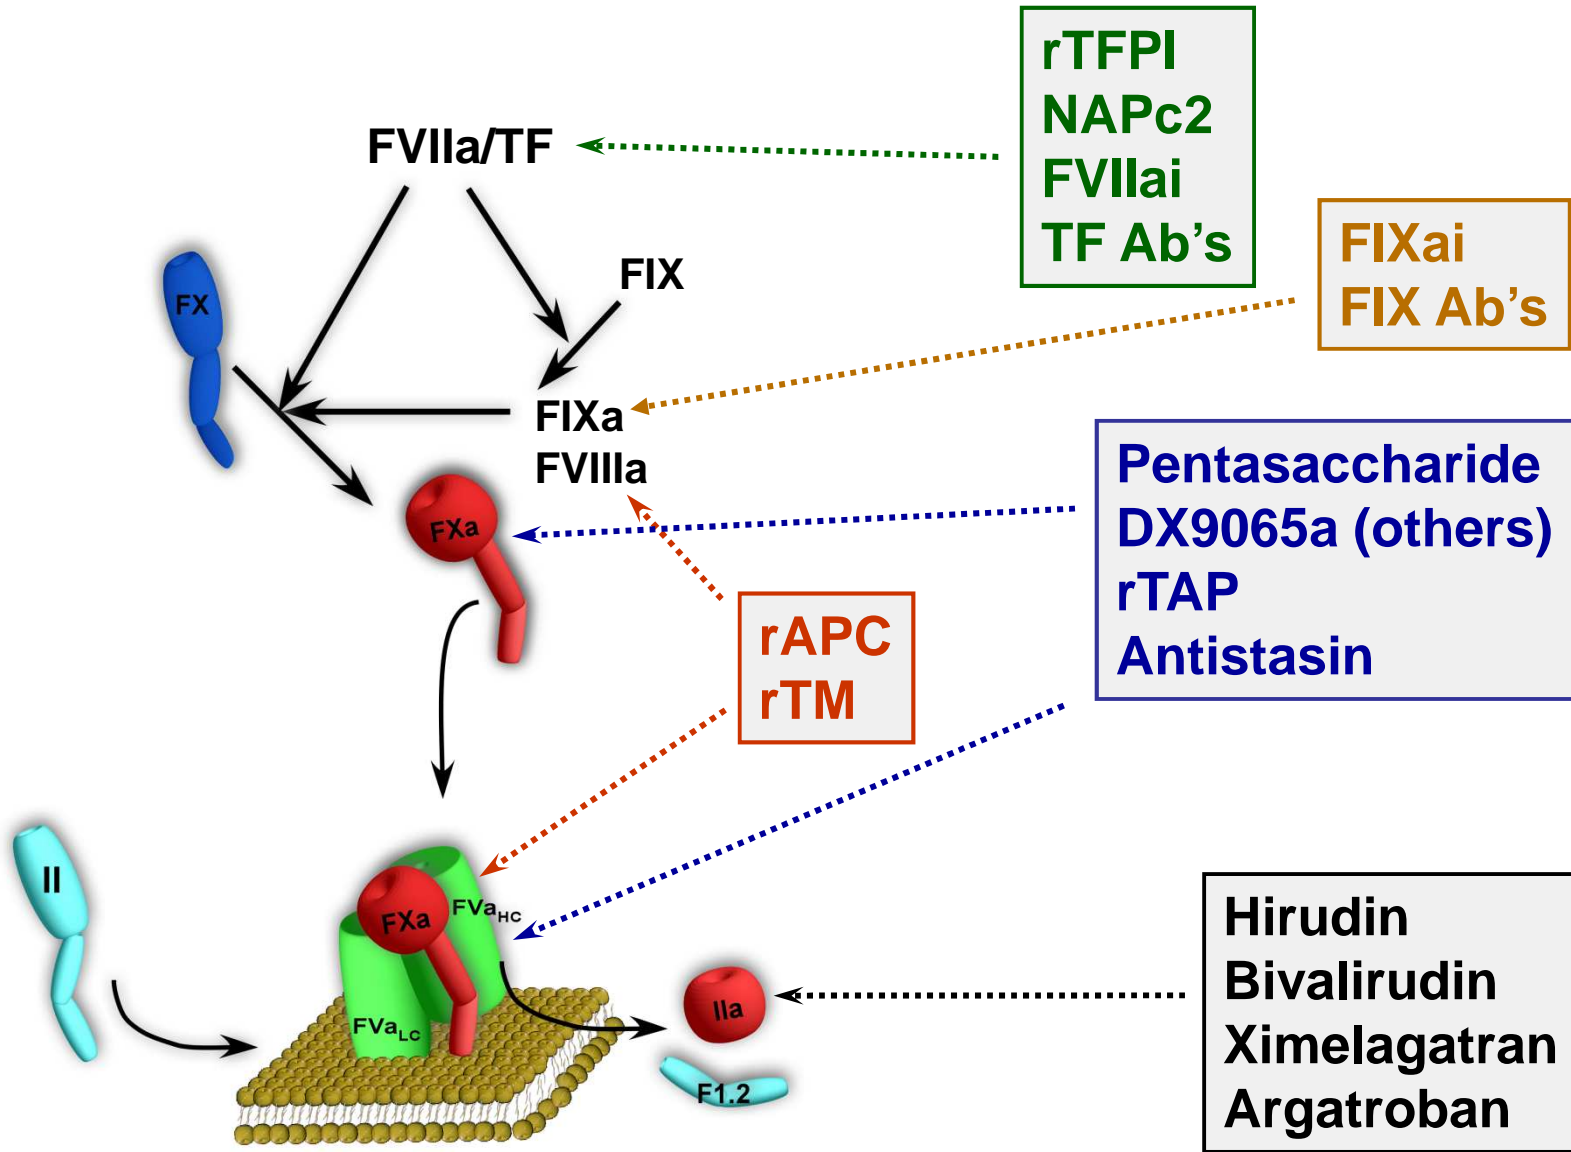 rTFPI
NAPc2
FVIIai
TF Ab’s
FVIIa/TF
FIXai
FIX Ab’s
FIX
FX
FIXa
FVIIIa
Pentasaccharide
DX9065a (others)
rTAP
Antistasin
FXa
rAPC
rTM
II
FXa
FVaHC
FVaLC
IIa
F1.2
Hirudin
Bivalirudin
Ximelagatran
Argatroban